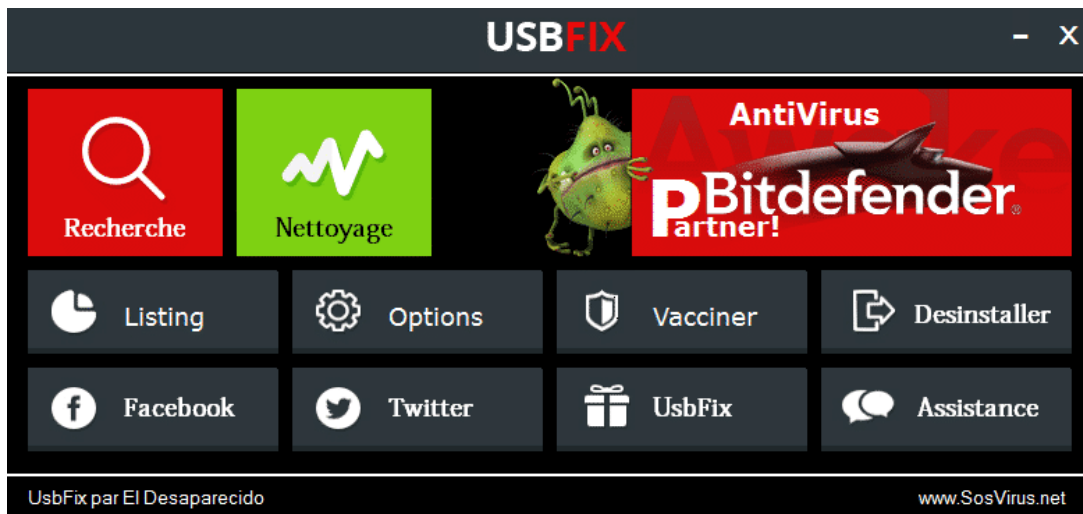 USBFIX
– X
AntiVirus
Awake
Bitdefender®
Partner!
Recherche
Nettoyage
Listing
Options
Vacciner
Desinstaller
Facebook
Twitter
UsbFix
Assistance
UsbFix par El Desaparecido
www.SosVirus.net